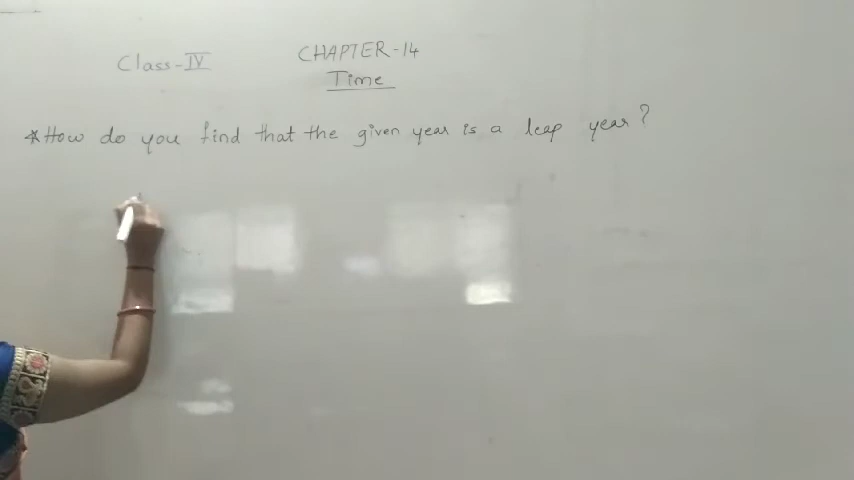 Class-IV CHAPTER-14
Time
*How do you find that the given year is a leap year?